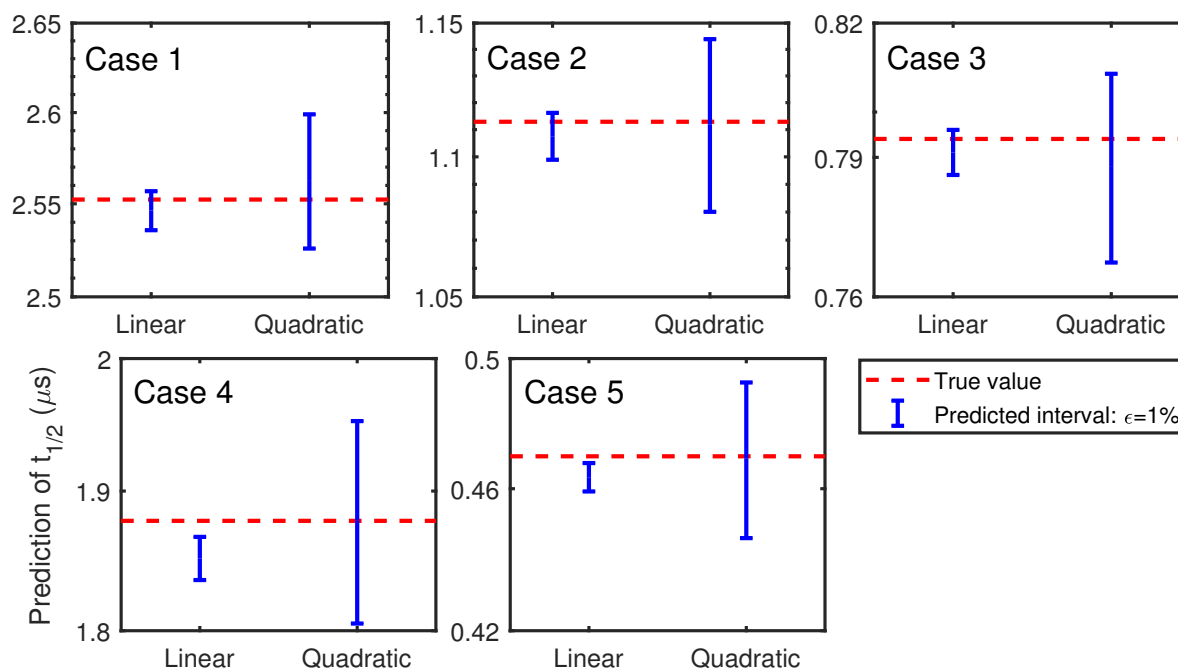 2.65
2.6
2.55
2.5
Case 1
Linear
Quadratic
1.15
1.1
1.05
Case 2
Linear
Quadratic
0.82
0.79
0.76
Case 3
Linear
Quadratic
Prediction of t1/2 (μs)
2
1.9
1.8
Case 4
Linear
Quadratic
0.5
0.46
0.42
Case 5
Linear
Quadratic
True value
Predicted interval: ϵ=1%